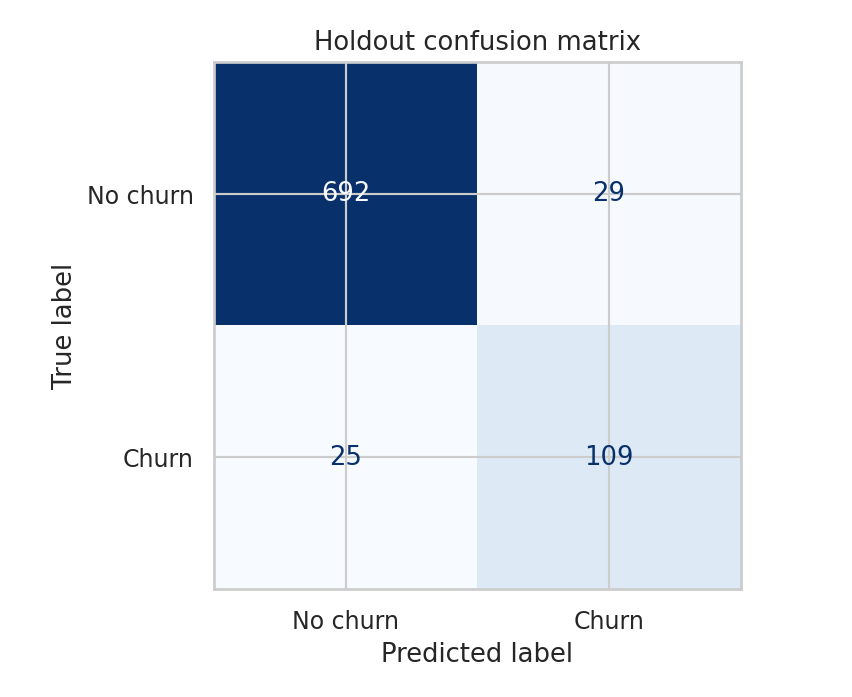 Holdout confusion matrix
True label
No churn
692
29
Churn
25
109
No churn
Churn
Predicted label